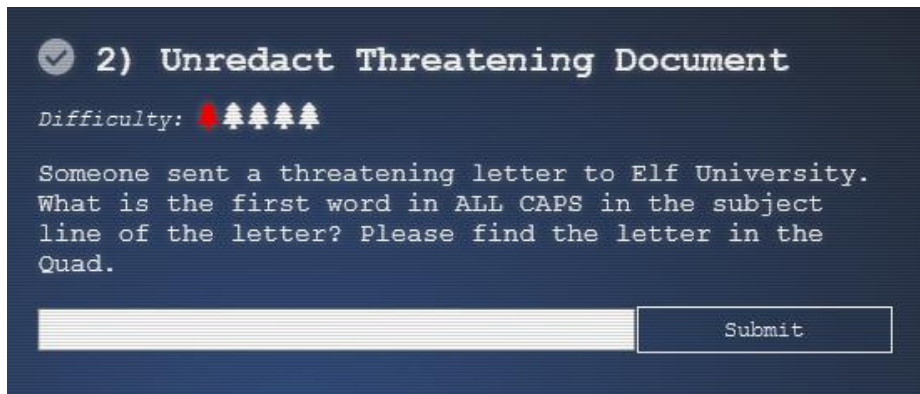 2) Unredact Threatening Document
Difficulty:
Someone sent a threatening letter to Elf University.
What is the first word in ALL CAPS in the subject
line of the letter? Please find the letter in the
Quad.
Submit